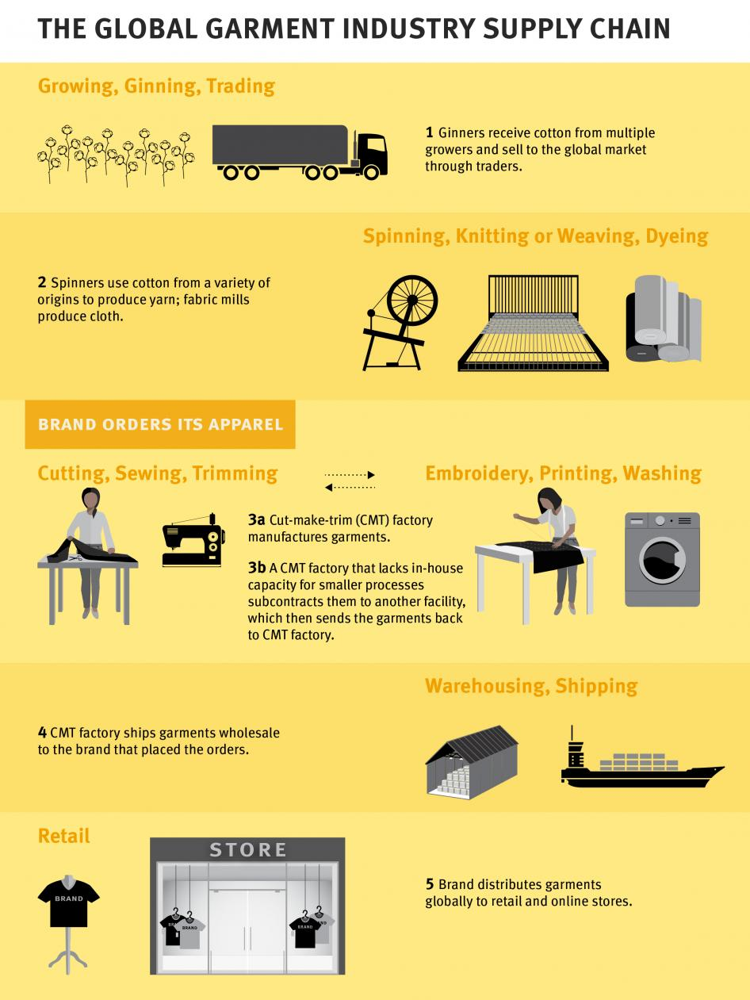 THE GLOBAL GARMENT INDUSTRY SUPPLY CHAIN
Growing, Ginning, Trading
1 Ginners receive cotton from multiple
growers and sell to the global market
through traders.
Spinning, Knitting or Weaving, Dyeing
2 Spinners use cotton from a variety of
origins to produce yarn; fabric mills
produce cloth.
BRAND ORDERS ITS APPAREL
Cutting, Sewing, Trimming
Embroidery, Printing, Washing
3a Cut-make-trim (CMT) factory
manufactures garments.
3b A CMT factory that lacks in-house
capacity for smaller processes
subcontracts them to another facility,
which then sends the garments back
to CMT factory.
Warehousing, Shipping
4 CMT factory ships garments wholesale
to the brand that placed the orders.
Retail
STORE
BRAND
BRAND
BRAND
5 Brand distributes garments
globally to retail and online stores.